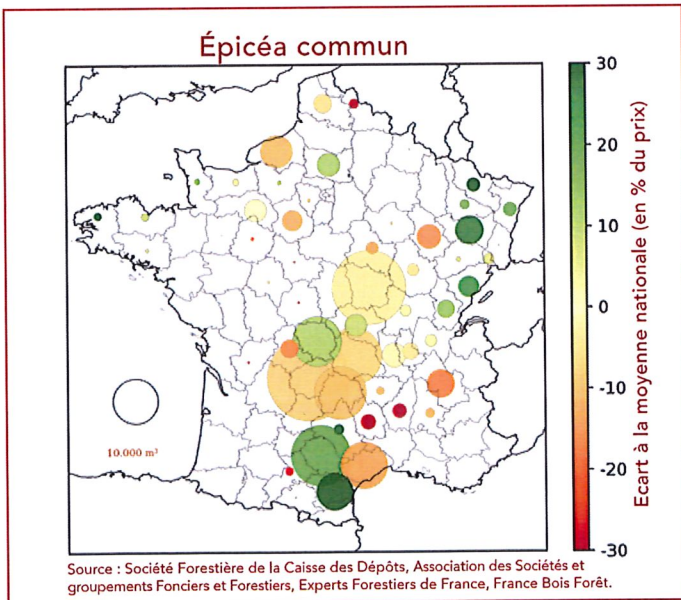 Épicéa commun
30
20
10
0
-10
-20
-30
Ecart à la moyenne nationale (en % du prix)
10.000 m³
Source : Société Forestière de la Caisse des Dépôts, Association des Sociétés et
groupements Fonciers et Forestiers, Experts Forestiers de France, France Bois Forêt.